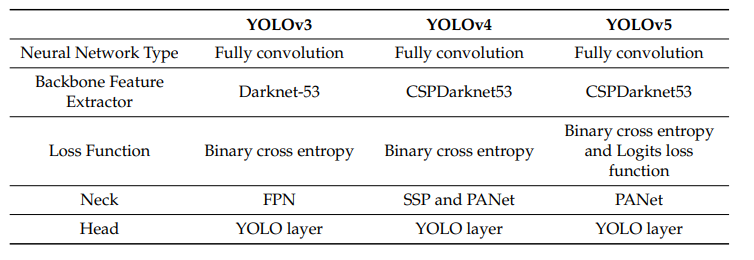 YOLOv3 YOLOv4 YOLOv5
Neural Network Type Fully convolution Fully convolution Fully convolution
Backbone Feature
Extractor Darknet-53 CSPDarknet53 CSPDarknet53
Loss Function Binary cross entropy Binary cross entropy Binary cross entropy
and Logits loss
function
Neck FPN SSP and PANet PANet
Head YOLO layer YOLO layer YOLO layer